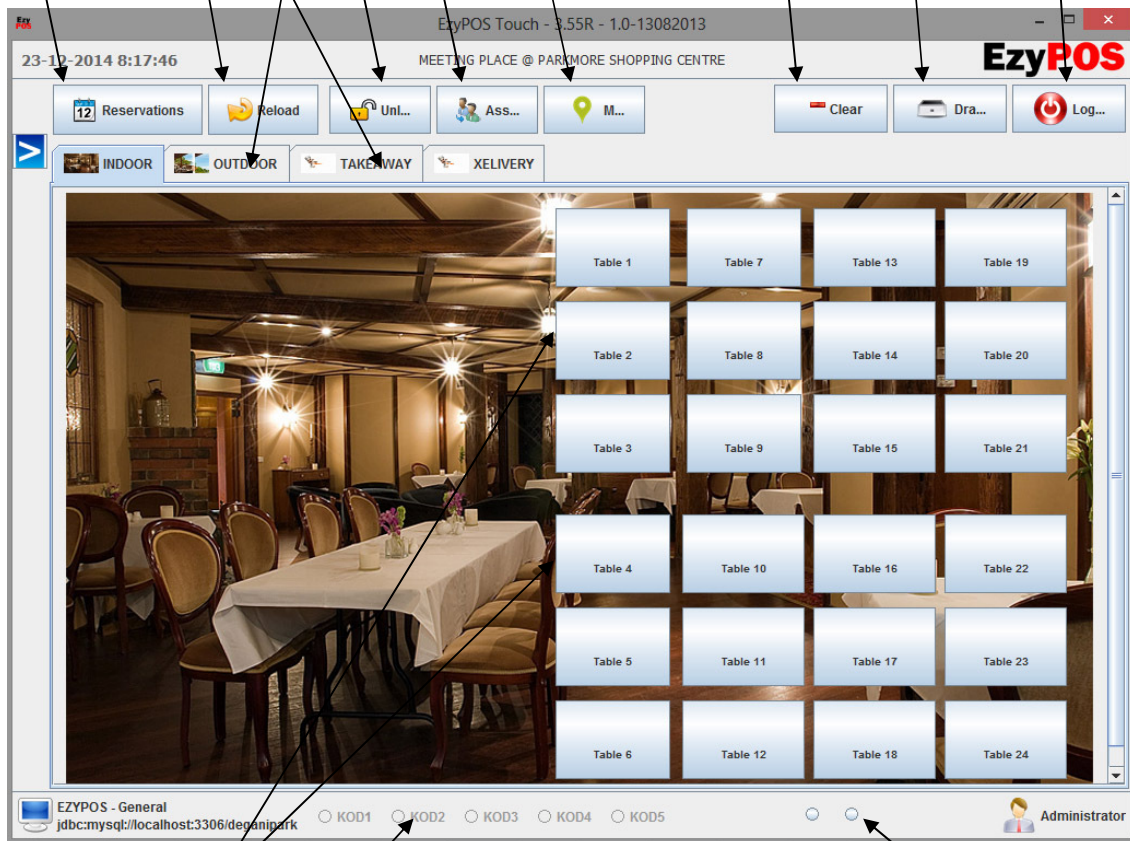 Ezy
POS
EzyPOS Touch - 3.55R - 1.0-13082013
23-12-2014 8:17:46
MEETING PLACE @ PARKMORE SHOPPING CENTRE
EzyPOS
12 Reservations
Reload
Unl...
Ass...
M...
Clear
Dra...
Log...
>
INDOOR
OUTDOOR
TAKEAWAY
XELIVERY
Table 1 Table 7 Table 13 Table 19
Table 2 Table 8 Table 14 Table 20
Table 3 Table 9 Table 15 Table 21
Table 4 Table 10 Table 16 Table 22
Table 5 Table 11 Table 17 Table 23
Table 6 Table 12 Table 18 Table 24
EZYPOS - General
jdbc:mysql://localhost:3306/deganipark
KOD1 KOD2 KOD3 KOD4 KOD5
Administrator